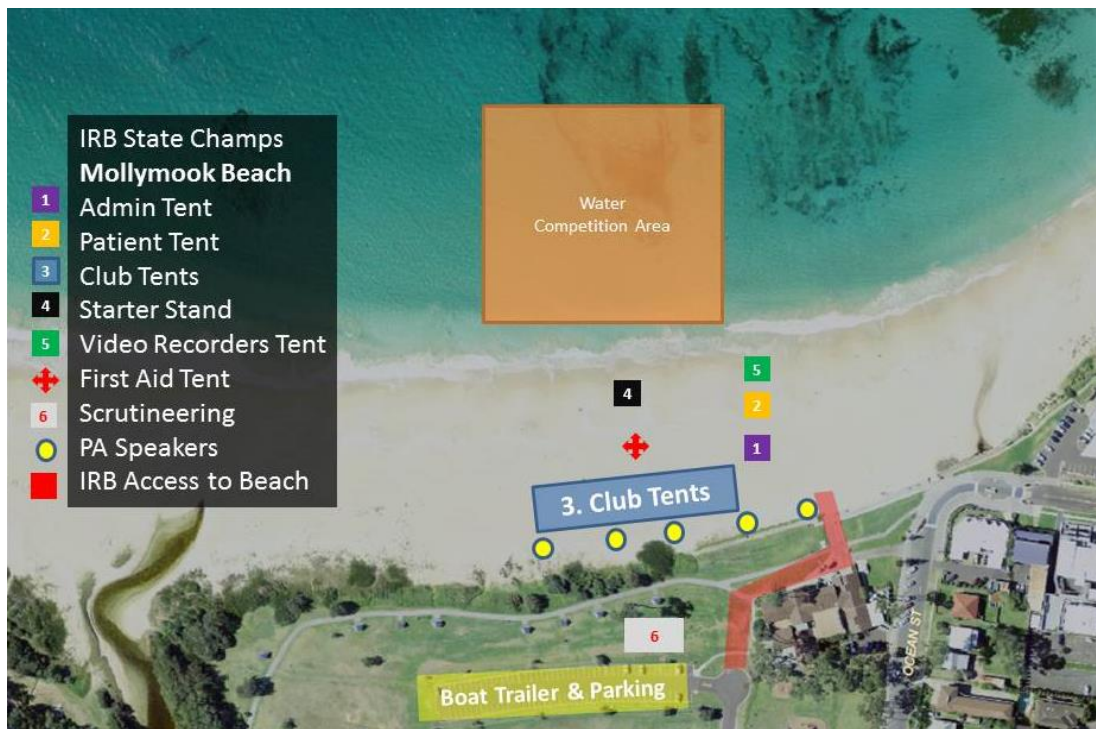 IRB State Champs
Mollymook Beach
1 Admin Tent
2 Patient Tent
3 Club Tents
4 Starter Stand
5 Video Recorders Tent
First Aid Tent
6 Scrutineering
PA Speakers
IRB Access to Beach
Water
Competition Area
5
4
2
1
3. Club Tents
6
OCEAN ST
Boat Trailer & Parking